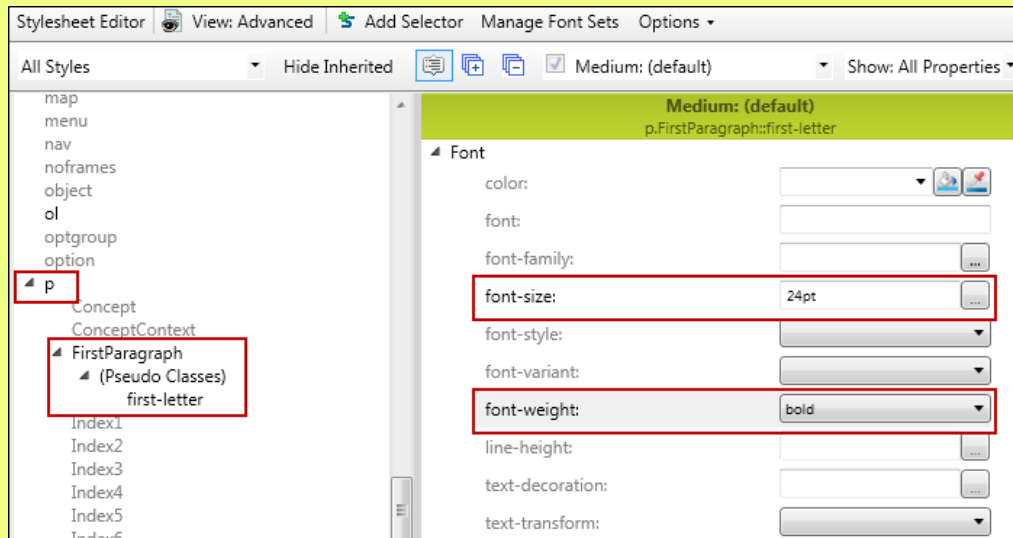 Stylesheet Editor View: Advanced Add Selector Manage Font Sets Options
All Styles Hide Inherited Medium: (default) Show: All Properties
map
menu
nav
noframes
object
ol
optgroup
option
p
Concept
ConceptContext
FirstParagraph
(Pseudo Classes)
first-letter
Index1
Index2
Index3
Index4
Index5
Index6
Medium: (default)
p.FirstParagraph::first-letter
Font
color:
font:
font-family: ...
font-size: 24pt ...
font-style:
font-variant:
font-weight: bold
line-height: ...
text-decoration: ...
text-transform: